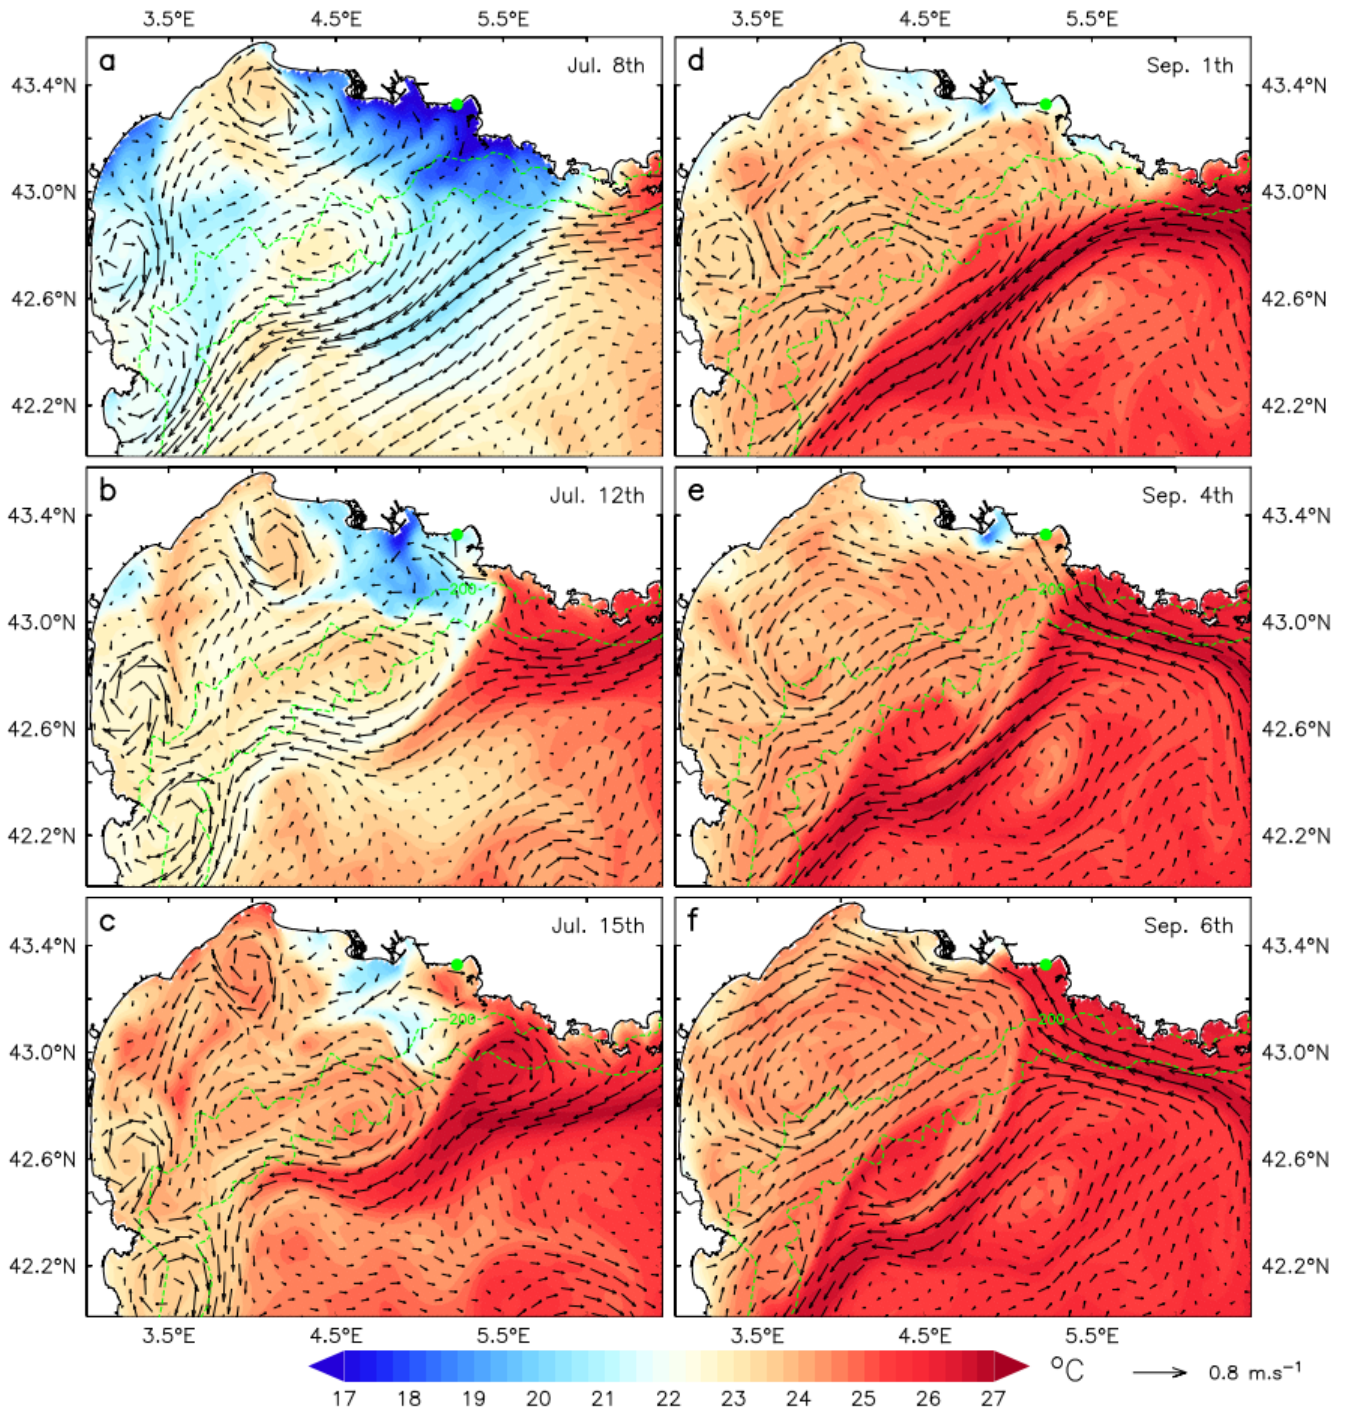 3.5°E 4.5°E 5.5°E 3.5°E 4.5°E 5.5°E
a Jul. 8th d Sep. 1th
43.4°N 43.4°N
43.0°N 43.0°N
42.6°N 42.6°N
42.2°N 42.2°N
b Jul. 12th e Sep. 4th
43.4°N 43.4°N
200 200
43.0°N 43.0°N
42.6°N 42.6°N
42.2°N 42.2°N
c Jul. 15th f Sep. 6th
43.4°N 43.4°N
200 200
43.0°N 43.0°N
42.6°N 42.6°N
42.2°N 42.2°N
3.5°E 4.5°E 5.5°E 3.5°E 4.5°E 5.5°E
°C 0.8 m.s⁻¹
17 18 19 20 21 22 23 24 25 26 27